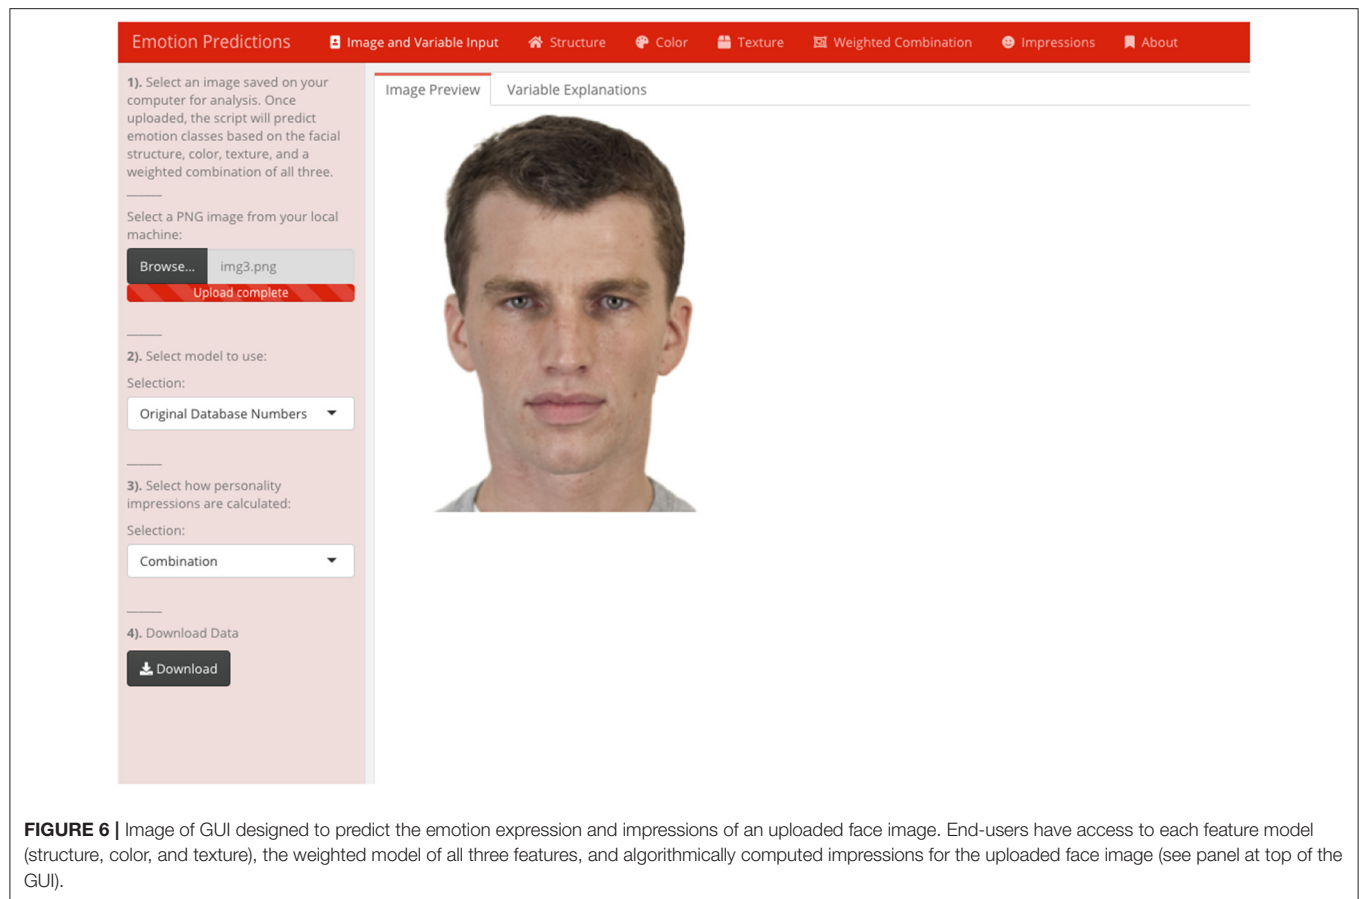 Emotion Predictions
Image and Variable Input
Structure
Color
Texture
Weighted Combination
Impressions
About
1). Select an image saved on your
computer for analysis. Once
uploaded, the script will predict
emotion classes based on the facial
structure, color, texture, and a
weighted combination of all three.
Select a PNG image from your local
machine:
Browse... img3.png
Upload complete
2). Select model to use:
Selection:
Original Database Numbers
3). Select how personality
impressions are calculated:
Selection:
Combination
4). Download Data
Download
Image Preview
Variable Explanations
FIGURE 6 | Image of GUI designed to predict the emotion expression and impressions of an uploaded face image. End-users have access to each feature model
(structure, color, and texture), the weighted model of all three features, and algorithmically computed impressions for the uploaded face image (see panel at top of the
GUI).